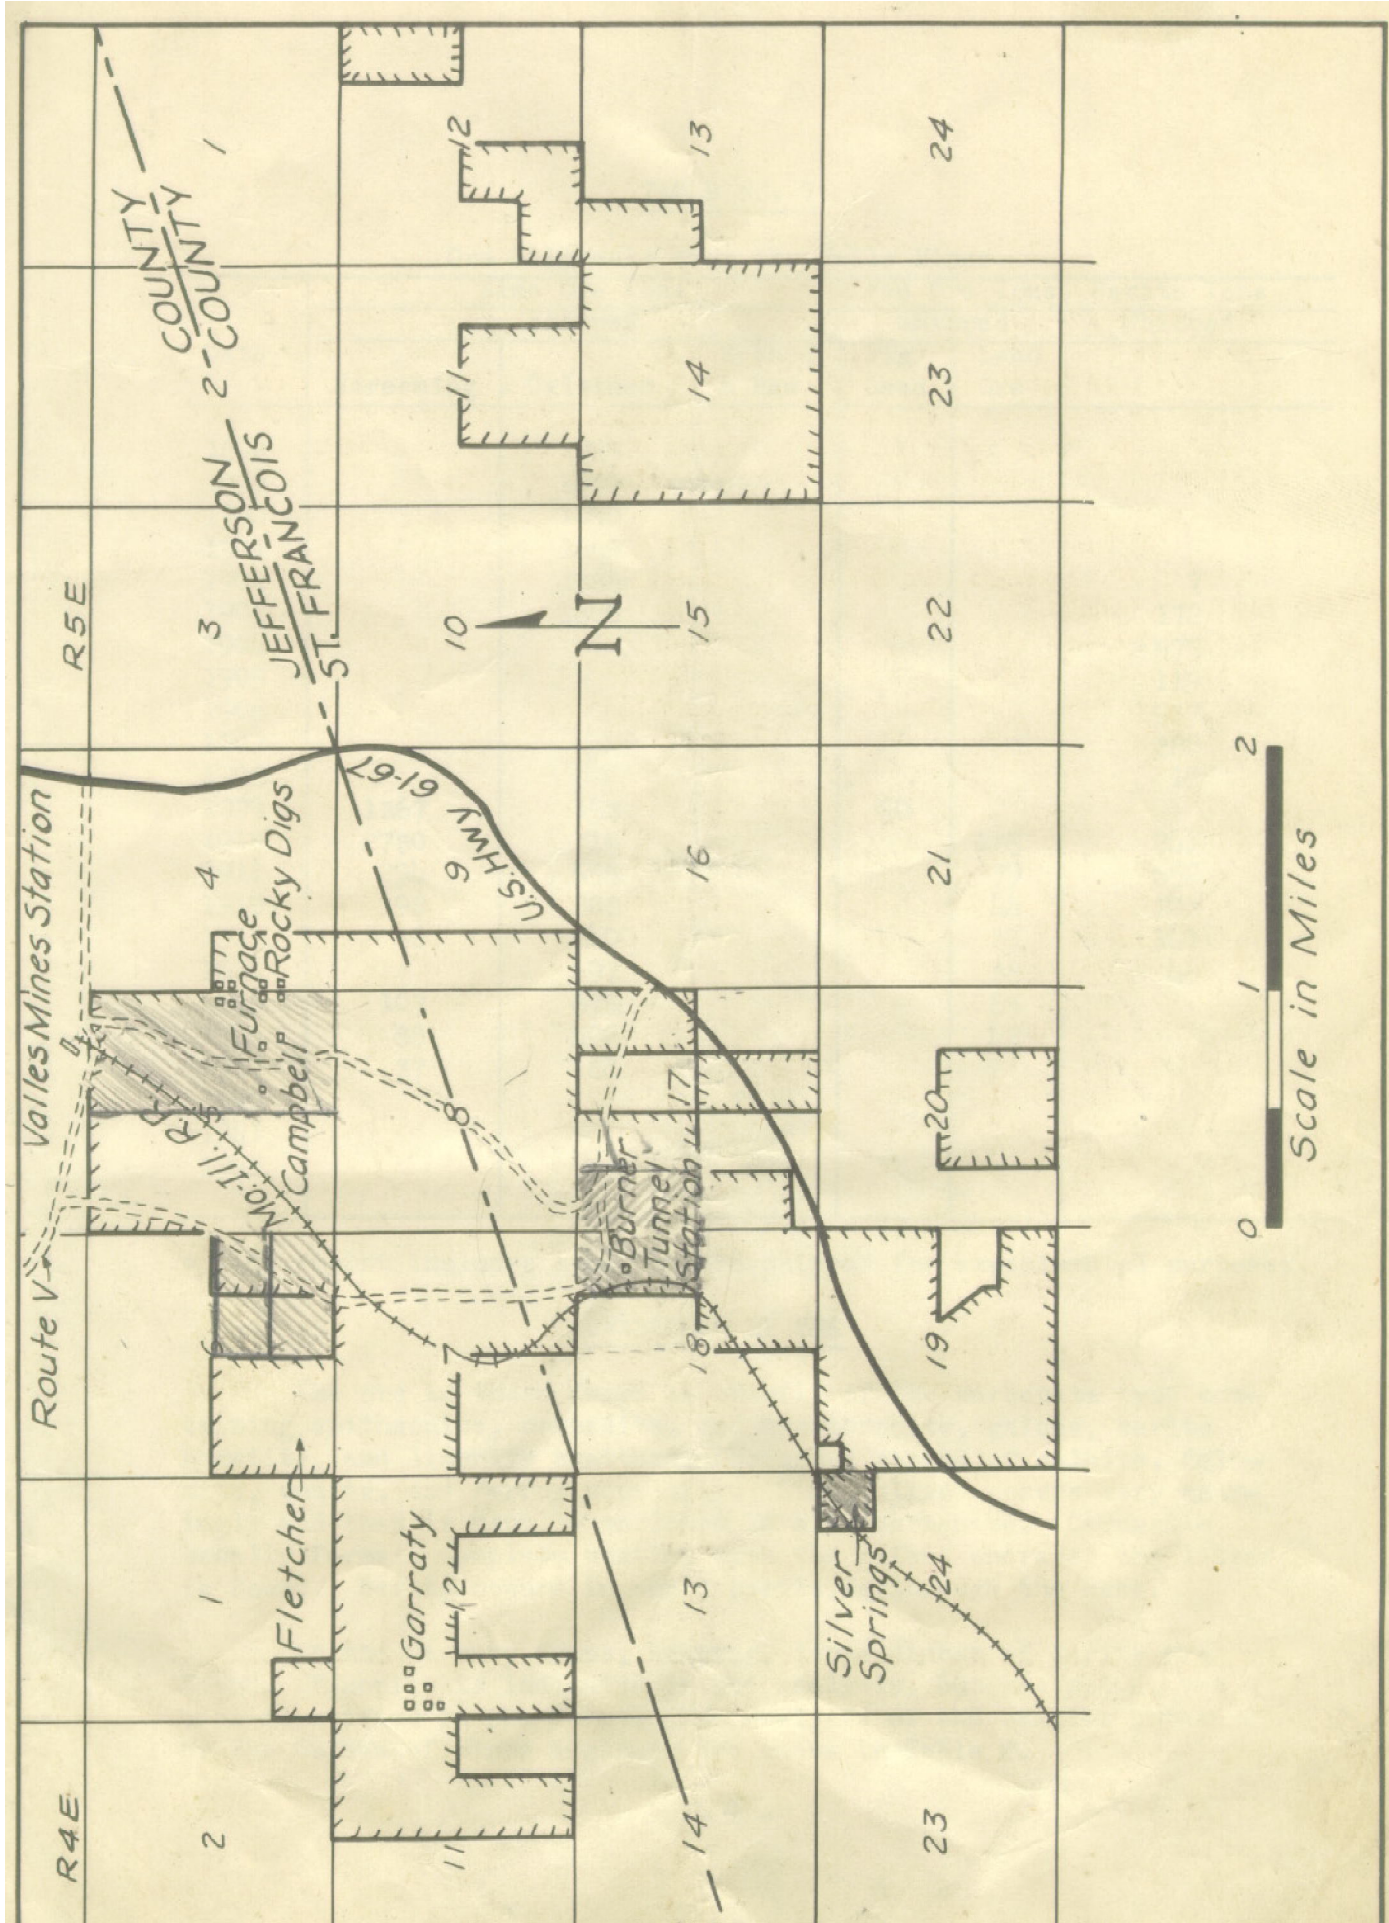 Route V
Valles Mines Station
R4E
R5E
2
1
6
5
4
3
2
1
JEFFERSON COUNTY
ST. FRANCOIS COUNTY
Mo.-Ill. R.R.
Furnace
Rocky Digs
Campbell
Fletcher
11
12
7
8
9
10
11
12
Garraty
U.S. Hwy 61-67
N
Burner
Tunnel
Station
14
13
18
17
16
15
14
13
Silver
Springs
23
24
19
20
21
22
23
24
0
1
2
Scale in Miles